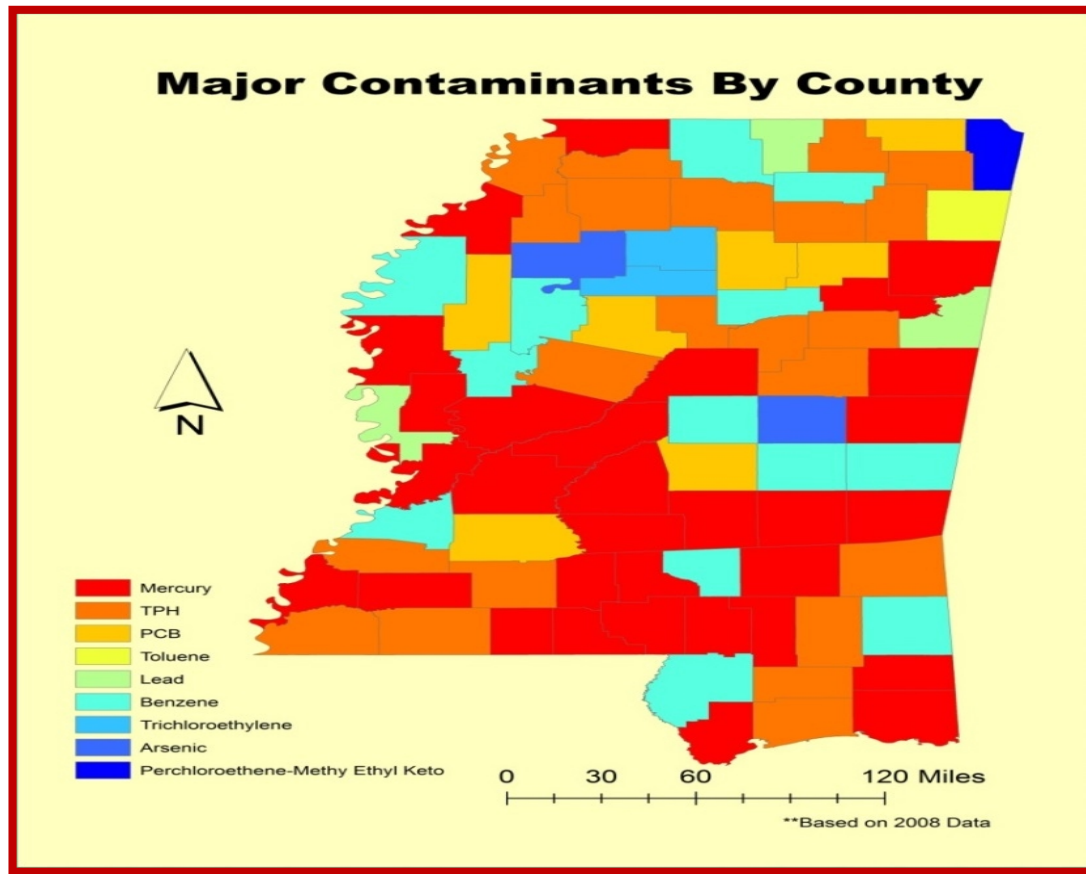 Major Contaminants By County
N
Mercury
TPH
PCB
Toluene
Lead
Benzene
Trichloroethylene
Arsenic
Perchloroethene-Methy Ethyl Keto
0 30 60 120 Miles
**Based on 2008 Data